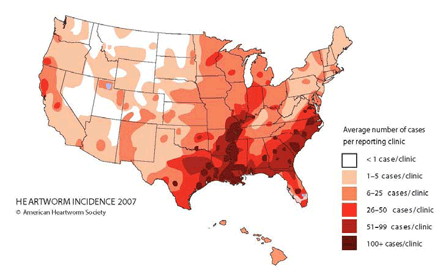 Average number of cases
per reporting clinic
< 1 case/clinic
1–5 cases/clinic
6–25 cases/clinic
26–50 cases/clinic
51–99 cases/clinic
100+ cases/clinic
HEARTWORM INCIDENCE 2007
© American Heartworm Society